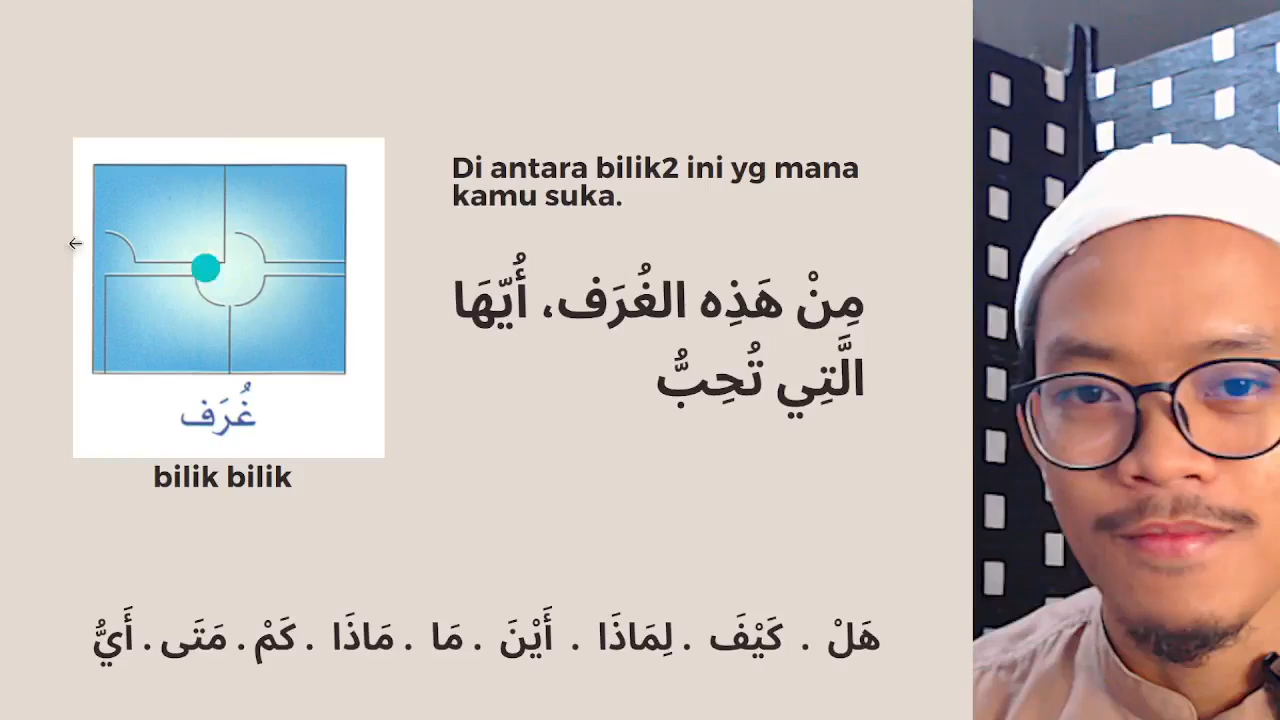 Di antara bilik2 ini yg mana
kamu suka.
مِنْ هَذِه الغُرَف، أُيّهَا
الَّتِي تُحِبُّ
غُرَف
bilik bilik
هَلْ . كَيْفَ . لِمَاذَا . أَيْنَ . مَا . مَاذَا . كَمْ . مَتَى . أَيُّ